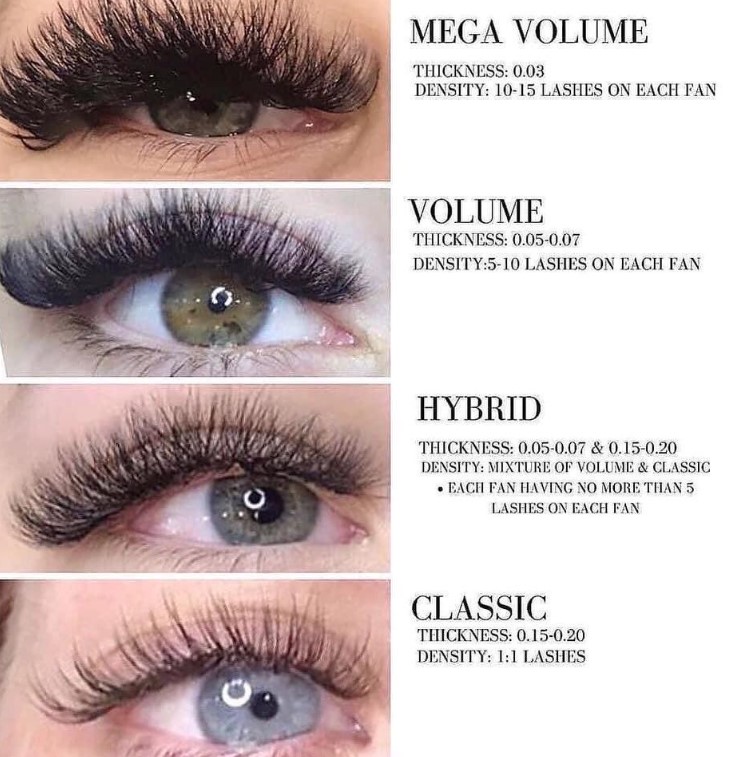 MEGA VOLUME
THICKNESS: 0.03
DENSITY: 10-15 LASHES ON EACH FAN
VOLUME
THICKNESS: 0.05-0.07
DENSITY:5-10 LASHES ON EACH FAN
HYBRID
THICKNESS: 0.05-0.07 & 0.15-0.20
DENSITY: MIXTURE OF VOLUME & CLASSIC
• EACH FAN HAVING NO MORE THAN 5
LASHES ON EACH FAN
CLASSIC
THICKNESS: 0.15-0.20
DENSITY: 1:1 LASHES